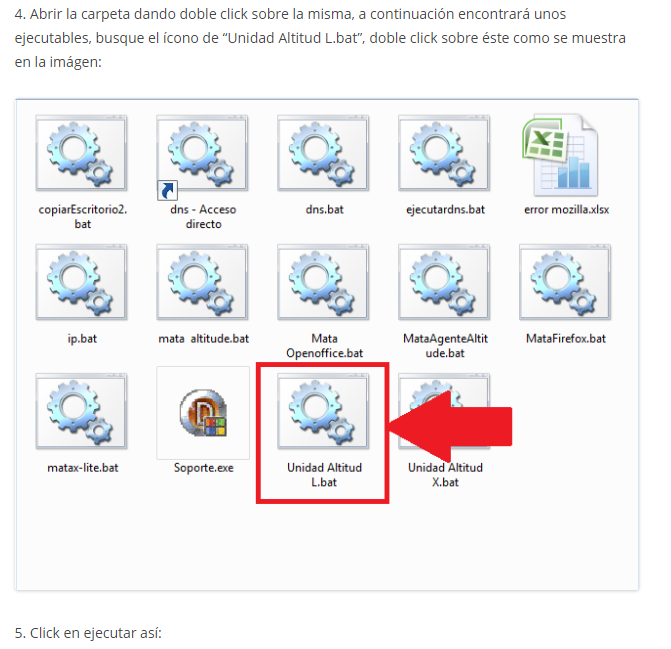 4. Abrir la carpeta dando doble click sobre la misma, a continuación encontrará unos
ejecutables, busque el ícono de “Unidad Altitud L.bat”, doble click sobre éste como se muestra
en la imágen:
copiarEscritorio2.
bat
dns - Acceso
directo
dns.bat
ejecutardns.bat
error mozilla.xlsx
ip.bat
mata altitude.bat
Mata
Openoffice.bat
MataAgenteAltit
ude.bat
MataFirefox.bat
matax-lite.bat
Soporte.exe
Unidad Altitud
L.bat
Unidad Altitud
X.bat
5. Click en ejecutar así: